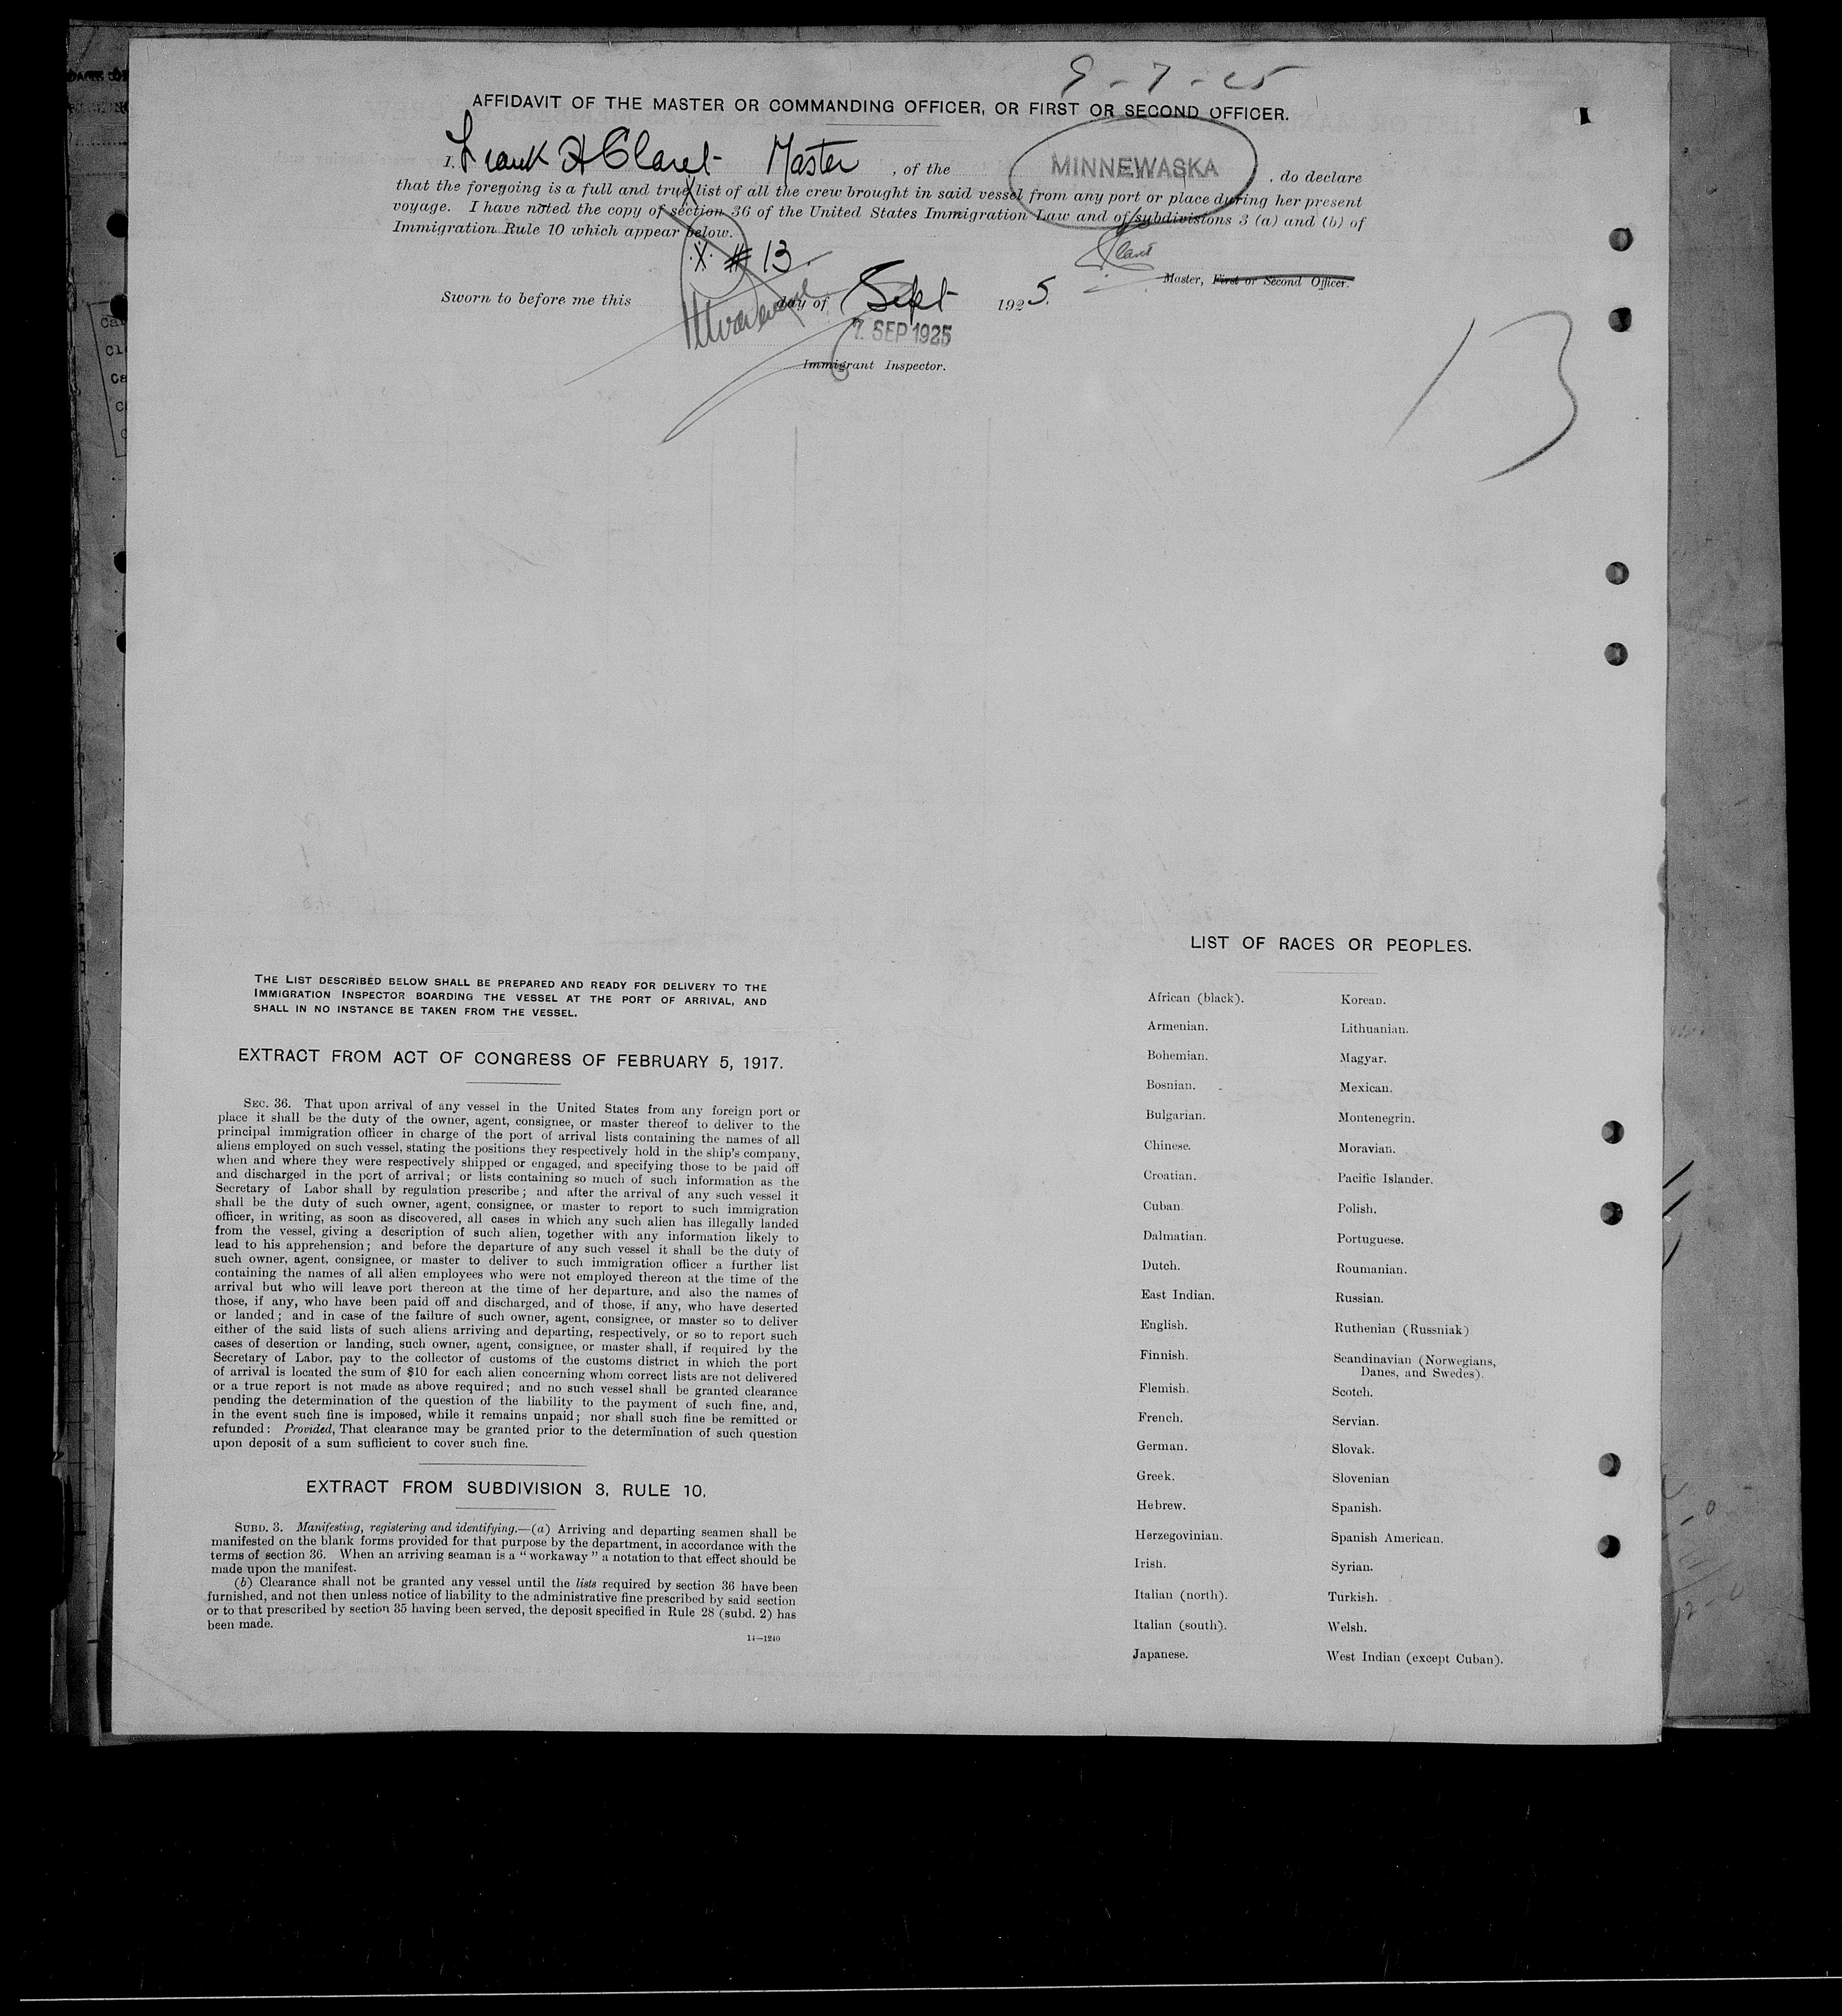 9-7-25
AFFIDAVIT OF THE MASTER OR COMMANDING OFFICER, OR FIRST OR SECOND OFFICER.
I, Frank H Claret Master, of the MINNEWASKA, do declare
that the foregoing is a full and true list of all the crew brought in said vessel from any port or place during her present
voyage. I have noted the copy of section 36 of the United States Immigration Law and of subdivisions 3 (a) and (b) of
Immigration Rule 10 which appear below.
X # 13.
Claret
Master, First or Second Officer.
Sworn to before me this day of Sept 1925.
7. SEP 1925
Immigrant Inspector.
13
THE LIST DESCRIBED BELOW SHALL BE PREPARED AND READY FOR DELIVERY TO THE
IMMIGRATION INSPECTOR BOARDING THE VESSEL AT THE PORT OF ARRIVAL, AND
SHALL IN NO INSTANCE BE TAKEN FROM THE VESSEL.
EXTRACT FROM ACT OF CONGRESS OF FEBRUARY 5, 1917.
SEC. 36. That upon arrival of any vessel in the United States from any foreign port or
place it shall be the duty of the owner, agent, consignee, or master thereof to deliver to the
principal immigration officer in charge of the port of arrival lists containing the names of all
aliens employed on such vessel, stating the positions they respectively hold in the ship's company,
when and where they were respectively shipped or engaged, and specifying those to be paid off
and discharged in the port of arrival; or lists containing so much of such information as the
Secretary of Labor shall by regulation prescribe; and after the arrival of any such vessel it
shall be the duty of such owner, agent, consignee, or master to report to such immigration
officer, in writing, as soon as discovered, all cases in which any such alien has illegally landed
from the vessel, giving a description of such alien, together with any information likely to
lead to his apprehension; and before the departure of any such vessel it shall be the duty of
such owner, agent, consignee, or master to deliver to such immigration officer a further list
containing the names of all alien employees who were not employed thereon at the time of the
arrival but who will leave port thereon at the time of her departure, and also the names of
those, if any, who have been paid off and discharged, and of those, if any, who have deserted
or landed; and in case of the failure of such owner, agent, consignee, or master so to deliver
either of the said lists of such aliens arriving and departing, respectively, or so to report such
cases of desertion or landing, such owner, agent, consignee, or master shall, if required by the
Secretary of Labor, pay to the collector of customs of the customs district in which the port
of arrival is located the sum of $10 for each alien concerning whom correct lists are not delivered
or a true report is not made as above required; and no such vessel shall be granted clearance
pending the determination of the question of the liability to the payment of such fine, and,
in the event such fine is imposed, while it remains unpaid; nor shall such fine be remitted or
refunded: Provided, That clearance may be granted prior to the determination of such question
upon deposit of a sum sufficient to cover such fine.
EXTRACT FROM SUBDIVISION 3, RULE 10.
SUBD. 3. Manifesting, registering and identifying.—(a) Arriving and departing seamen shall be
manifested on the blank forms provided for that purpose by the department, in accordance with the
terms of section 36. When an arriving seaman is a "workaway" a notation to that effect should be
made upon the manifest.
(b) Clearance shall not be granted any vessel until the lists required by section 36 have been
furnished, and not then unless notice of liability to the administrative fine prescribed by said section
or to that prescribed by section 35 having been served, the deposit specified in Rule 28 (subd. 2) has
been made.
14—1240
LIST OF RACES OR PEOPLES.
African (black).
Armenian.
Bohemian.
Bosnian.
Bulgarian.
Chinese.
Croatian.
Cuban.
Dalmatian.
Dutch.
East Indian.
English.
Finnish.
Flemish.
French.
German.
Greek.
Hebrew.
Herzegovinian.
Irish.
Italian (north).
Italian (south).
Japanese.
Korean.
Lithuanian.
Magyar.
Mexican.
Montenegrin.
Moravian.
Pacific Islander.
Polish.
Portuguese.
Roumanian.
Russian.
Ruthenian (Russniak)
Scandinavian (Norwegians,
Danes, and Swedes).
Scotch.
Servian.
Slovak.
Slovenian
Spanish.
Spanish American.
Syrian.
Turkish.
Welsh.
West Indian (except Cuban).